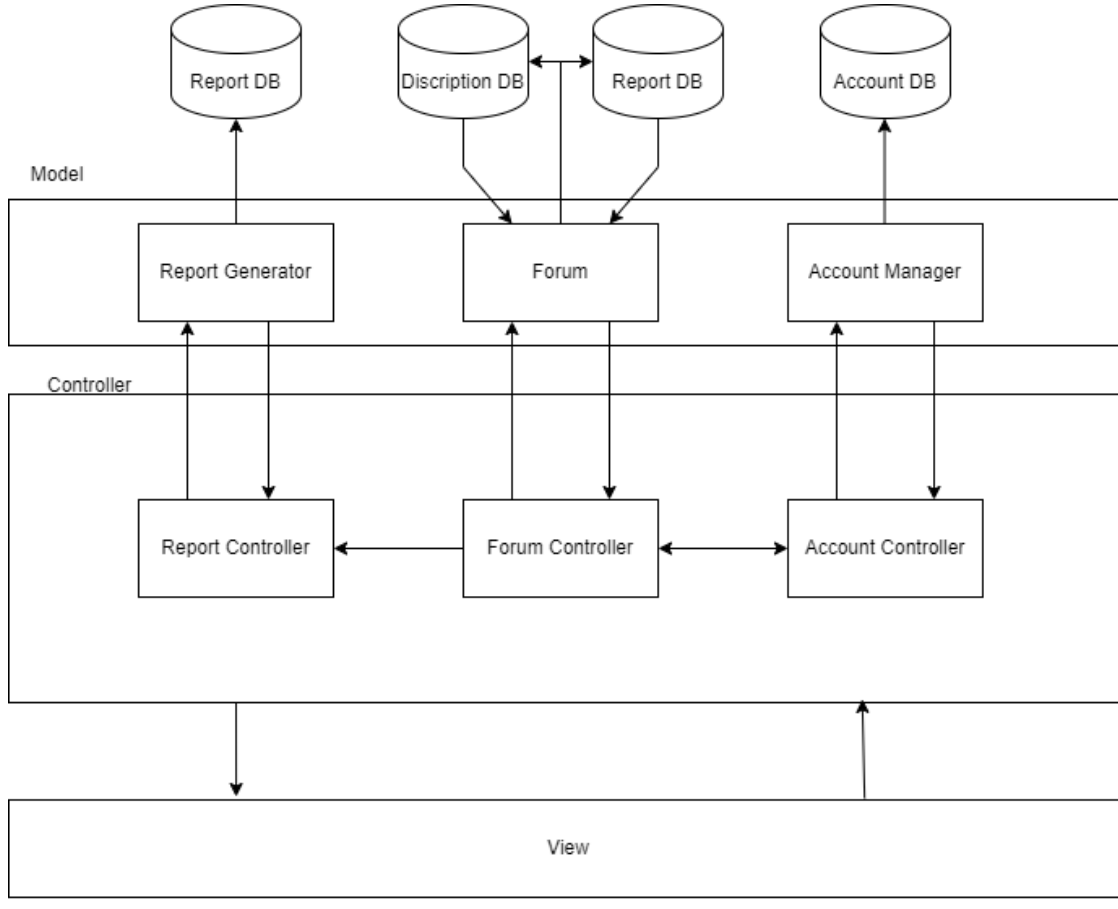 Report DB
Discription DB
Report DB
Account DB
Model
Report Generator
Forum
Account Manager
Controller
Report Controller
Forum Controller
Account Controller
View